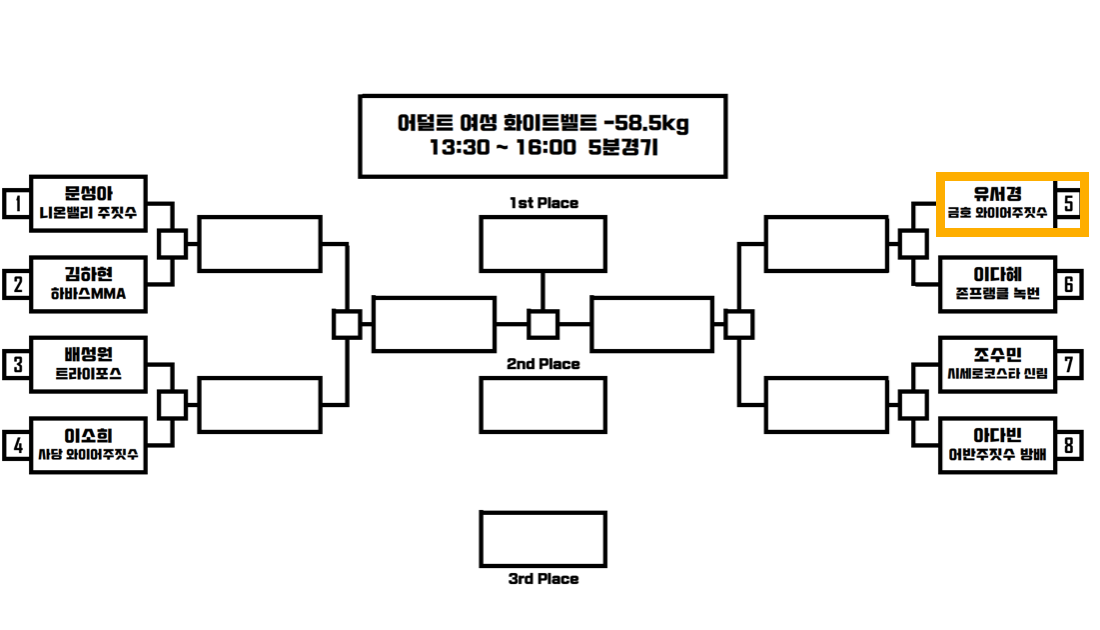 어덜트 여성 화이트벨트 -58.5kg
13:30 ~ 16:00 5분경기
1
문성아
니온밸리 주짓수
2
김하현
하바스MMA
3
배성원
트라이포스
4
이소희
사당 와이어주짓수
1st Place
2nd Place
3rd Place
유서경
금호 와이어주짓수
5
이다혜
존프랭클 녹번
6
조수민
시세로코스타 신림
7
아다빈
어반주짓수 방배
8